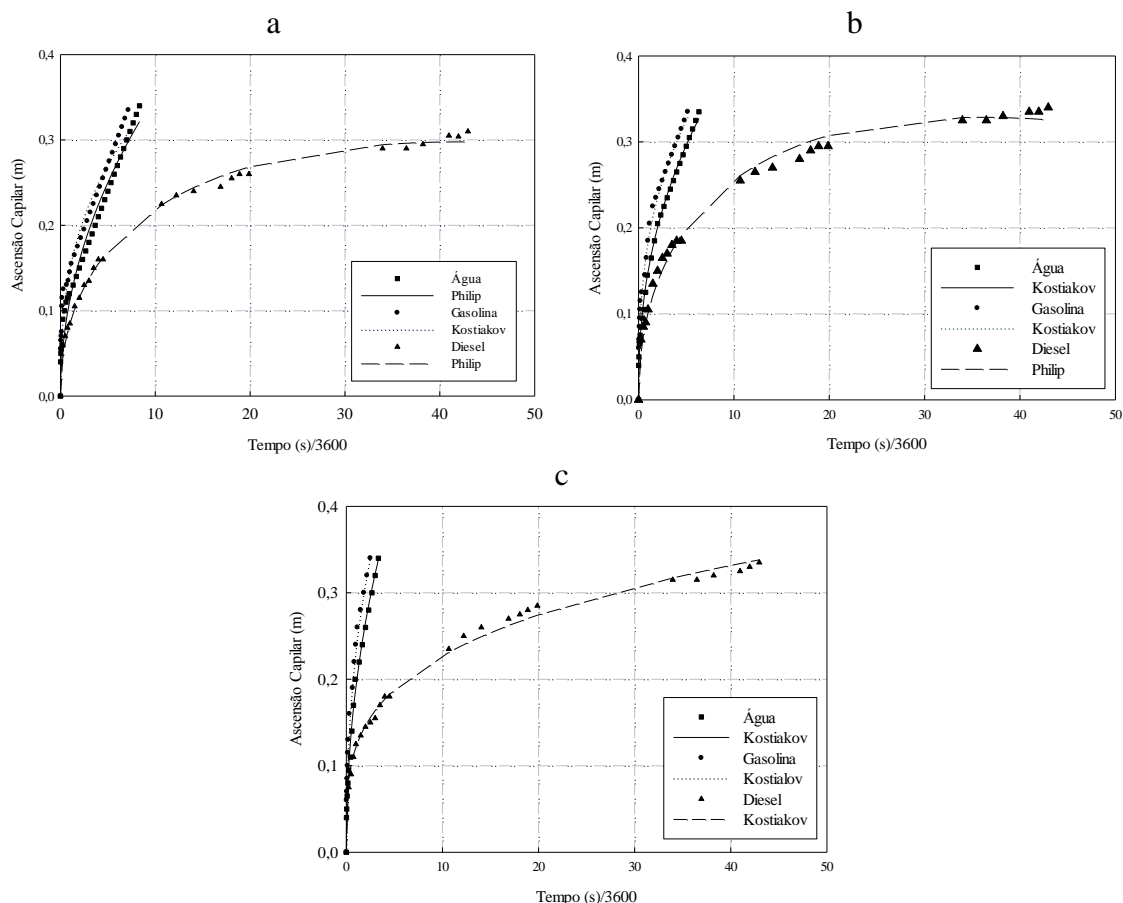 a
0,4
0,3
0,2
0,1
0,0
Ascensão Capilar (m)
0 10 20 30 40 50
Tempo (s)/3600
Água
Philip
Gasolina
Kostiakov
Diesel
Philip
b
0,4
0,3
0,2
0,1
0,0
Ascensão Capilar (m)
0 10 20 30 40 50
Tempo (s)/3600
Água
Kostiakov
Gasolina
Kostiakov
Diesel
Philip
c
0,4
0,3
0,2
0,1
0,0
Ascensão Capilar (m)
0 10 20 30 40 50
Tempo (s)/3600
Água
Kostiakov
Gasolina
Kostialov
Diesel
Kostiakov